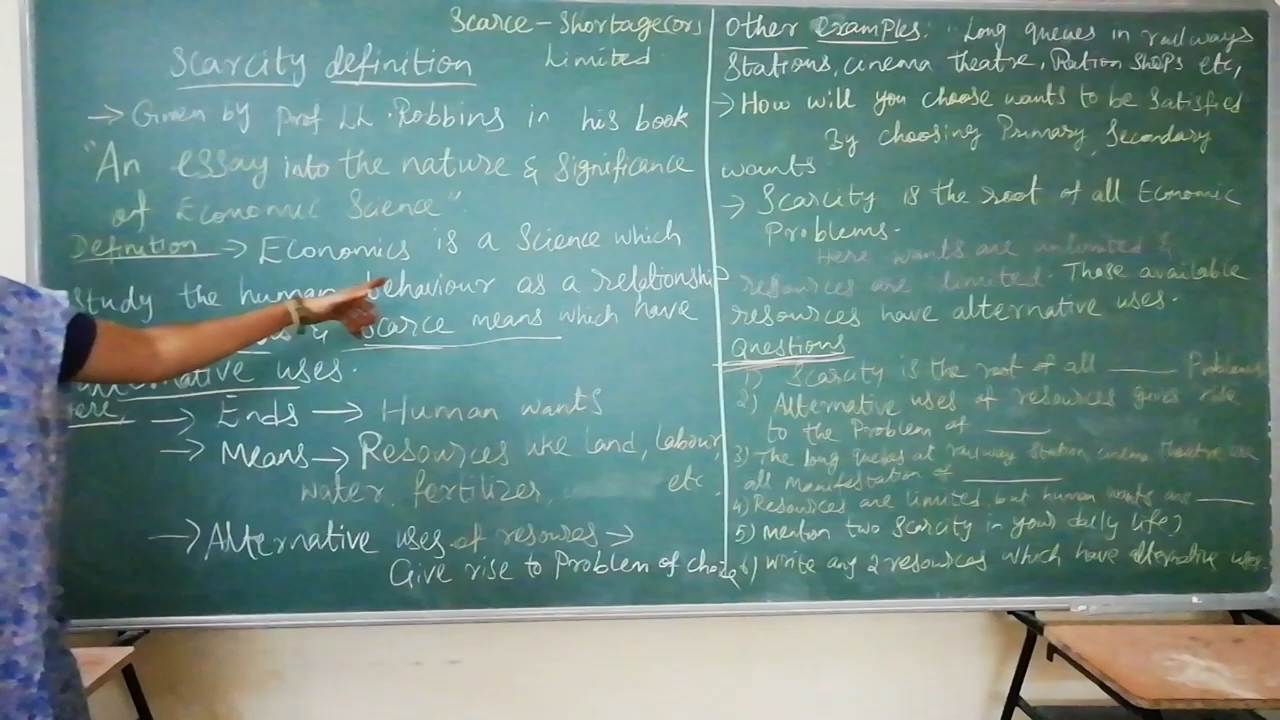 Scarce - Shortage (or)
Limited
Scarcity definition
→ Given by Prof LL. Robbins in his book
"An essay into the nature & significance
of Economic Science".
Definition → Economics is a Science which
Study the human behaviour as a relationship
& scarce means which have
uses.
Here, → Ends → Human wants
→ Means → Resources like land, labour,
water, fertilizer, etc.
→ Alternative uses of resoures →
Give rise to Problem of choice
Other examples: Long queues in railways
Stations, cinema theatre, Ration Shops etc,
→ How will you choose wants to be satisfied
By choosing Primary, Secondary
wants
→ Scarcity is the root of all Economic
Problems.
Here wants are unlimited &
resources are limited. Those available
resources have alternative uses.
Questions
1) Scarcity is the root of all ____ Problems
2) Alternative uses of resources gives rise
to the Problem of ____
3) The long queues at railway station, cinema theatre are
all manifestation of ____
4) Resources are limited but human wants are ____
5) Mention two scarcity in your daily life?
6) Write any 2 resources which have alternative uses.